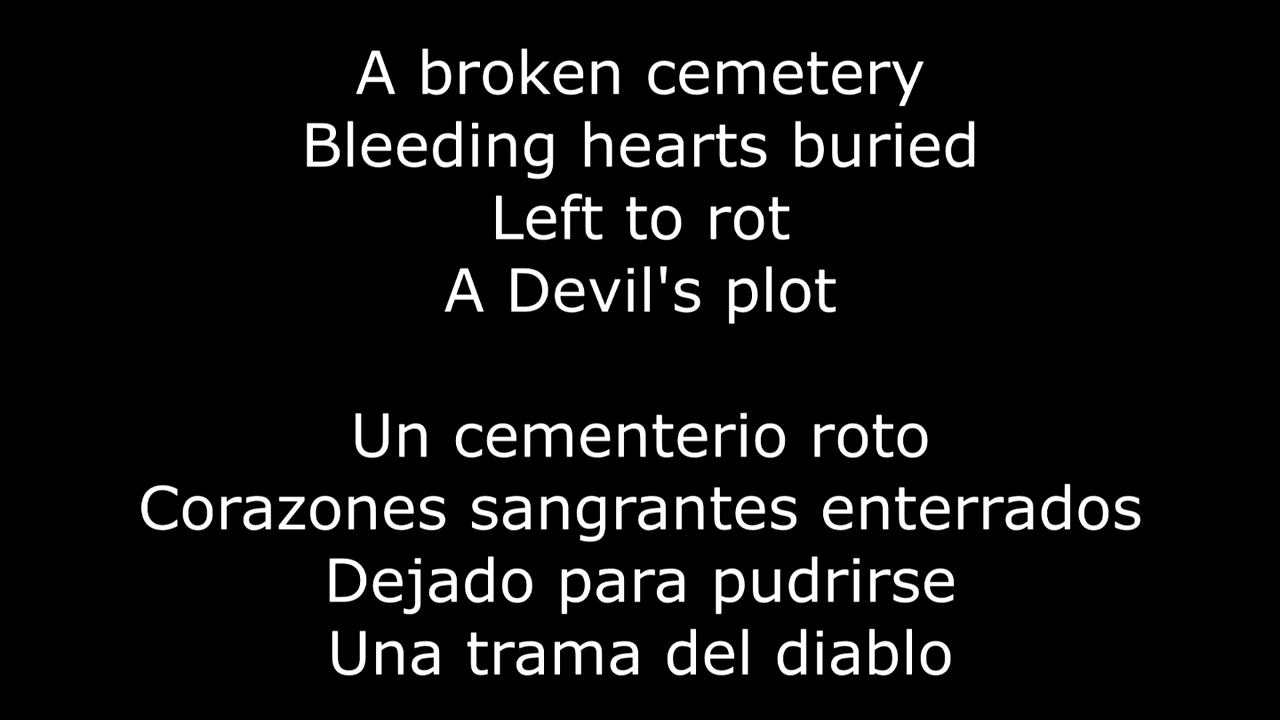 A broken cemetery
Bleeding hearts buried
Left to rot
A Devil's plot
Un cementerio roto
Corazones sangrantes enterrados
Dejado para pudrirse
Una trama del diablo